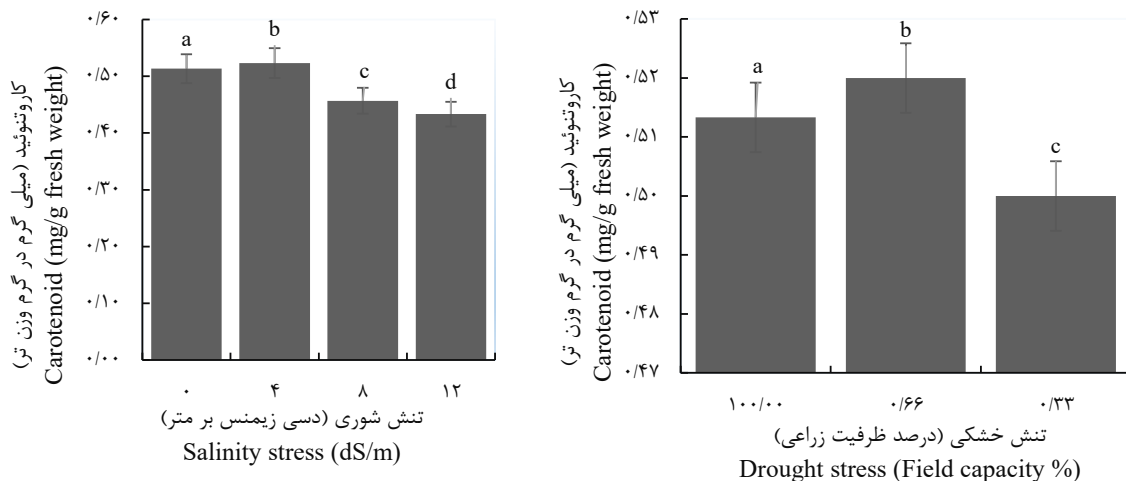 کاروتنوئید (میلی گرم در گرم وزن تر)
Carotenoid (mg/g fresh weight)
۰/۶۰
۰/۵۰
۰/۴۰
۰/۳۰
۰/۲۰
۰/۱۰
۰/۰۰
a
b
c
d
۰ ۴ ۸ ۱۲
تنش شوری (دسی زیمنس بر متر)
Salinity stress (dS/m)
کاروتنوئید (میلی گرم در گرم وزن تر)
Carotenoid (mg/g fresh weight)
۰/۵۳
۰/۵۲
۰/۵۱
۰/۵۰
۰/۴۹
۰/۴۸
۰/۴۷
a
b
c
۱۰۰/۰۰ ۰/۶۶ ۰/۳۳
تنش خشکی (درصد ظرفیت زراعی)
Drought stress (Field capacity %)